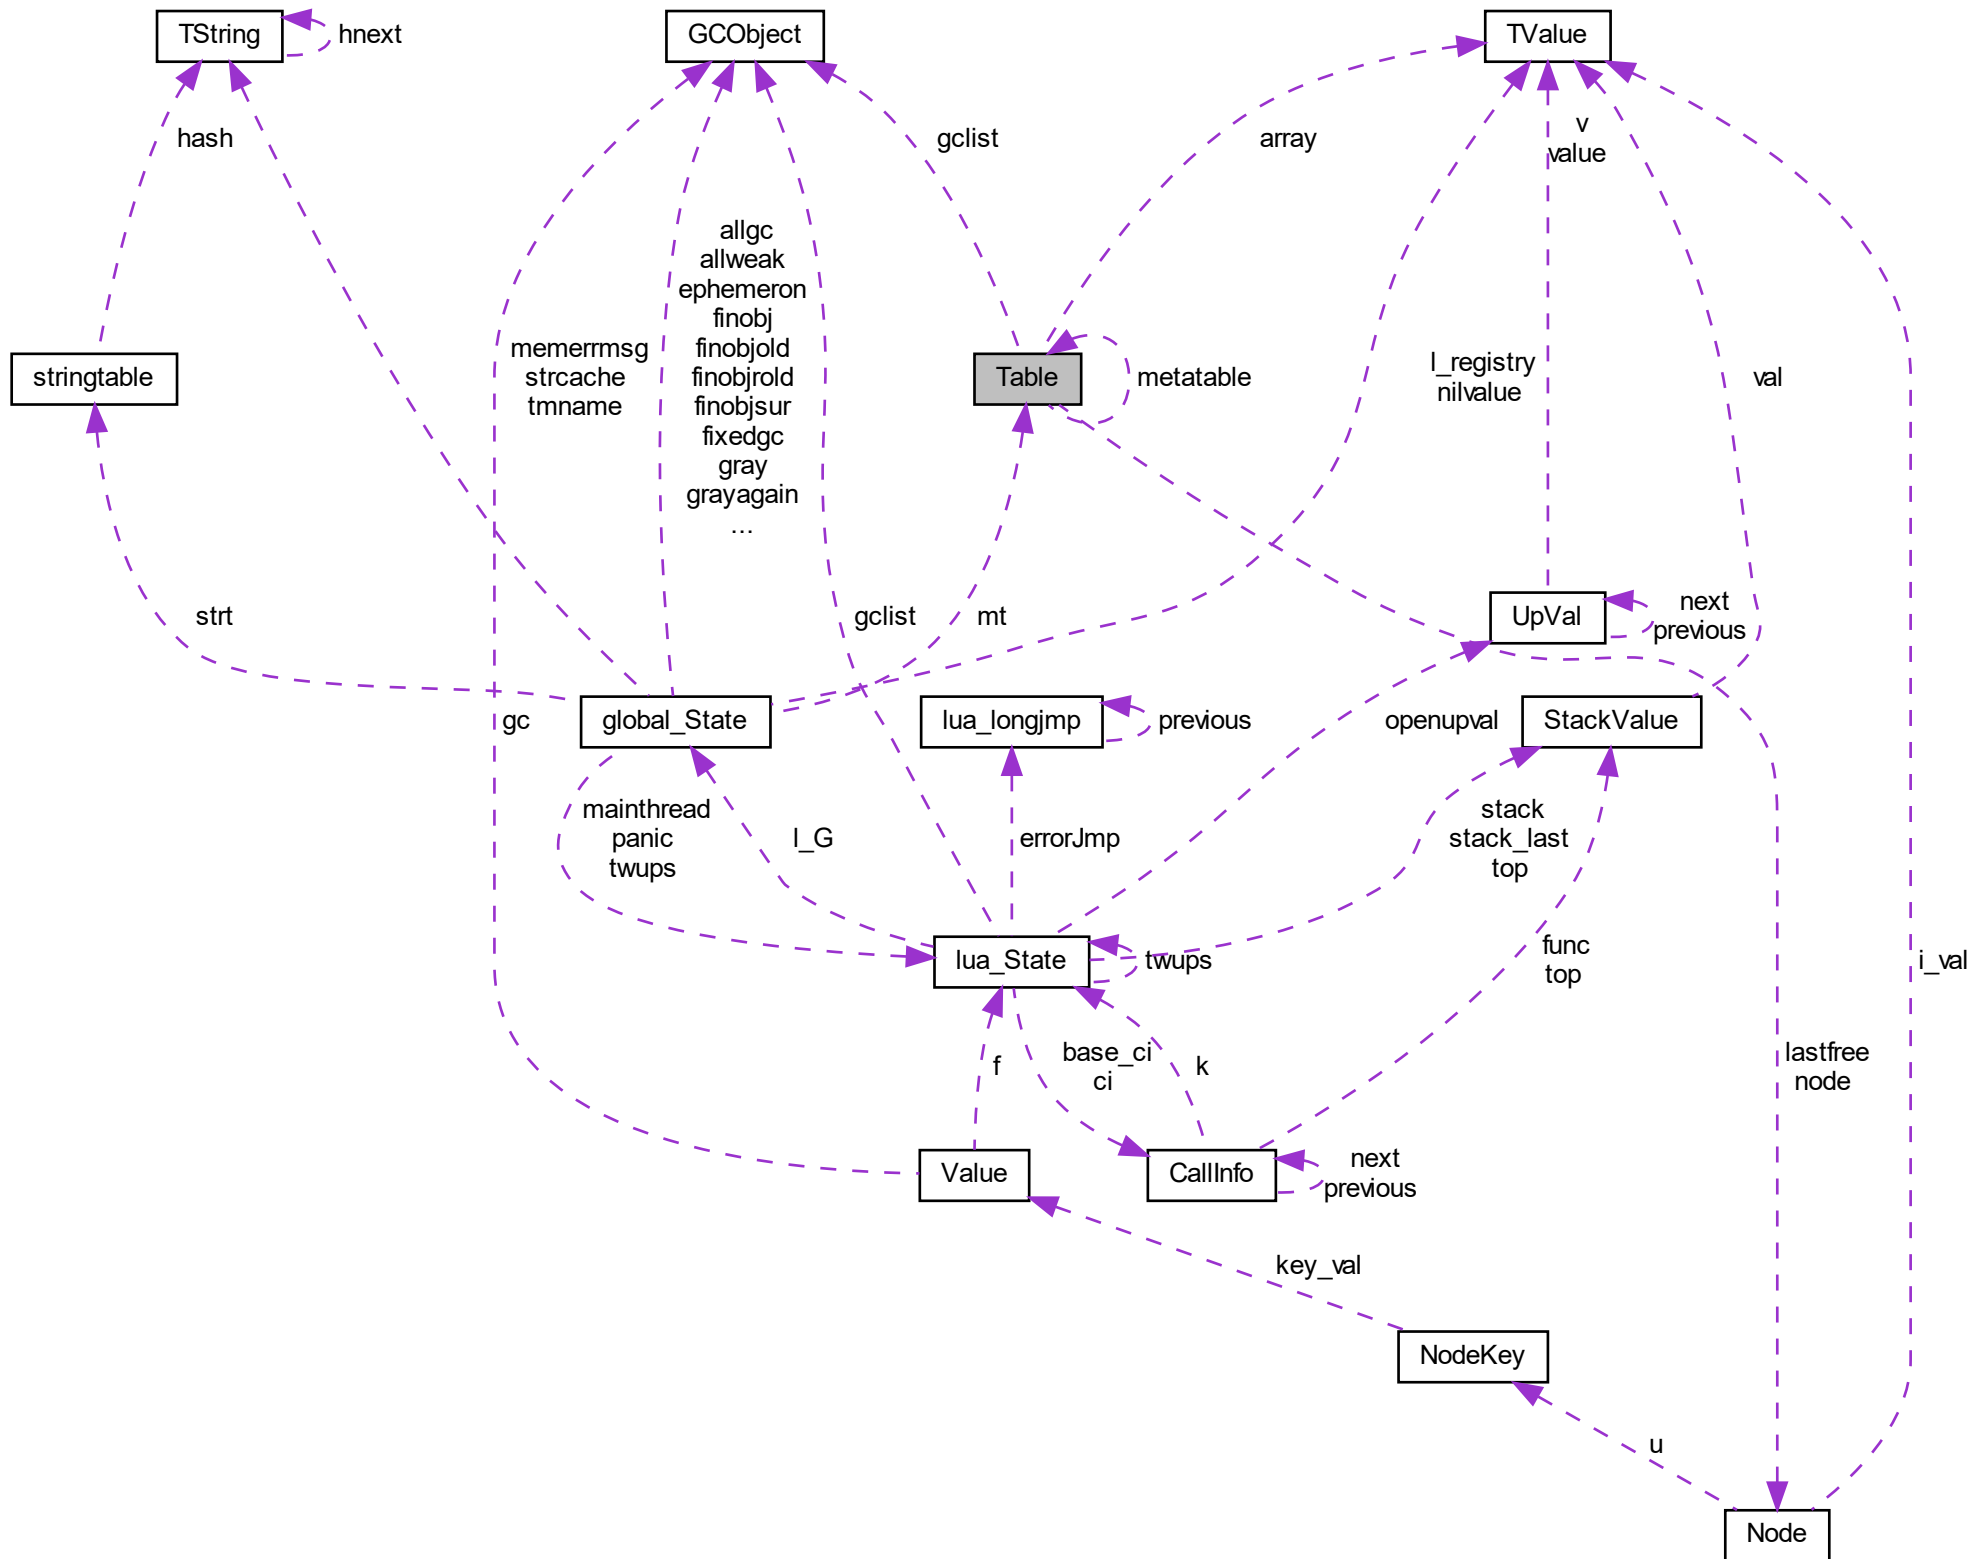 TString
hnext
GCObject
TValue
hash
gclist
array
v
value
allgc
allweak
ephemeron
finobj
finobjold
finobjrold
finobjsur
fixedgc
gray
grayagain
...
memerrmsg
strcache
tmname
stringtable
Table
metatable
l_registry
nilvalue
val
strt
gclist
mt
UpVal
next
previous
gc
global_State
lua_longjmp
previous
openupval
StackValue
mainthread
panic
twups
l_G
errorJmp
stack
stack_last
top
lua_State
twups
func
top
i_val
f
base_ci
ci
k
lastfree
node
Value
CallInfo
next
previous
key_val
NodeKey
u
Node